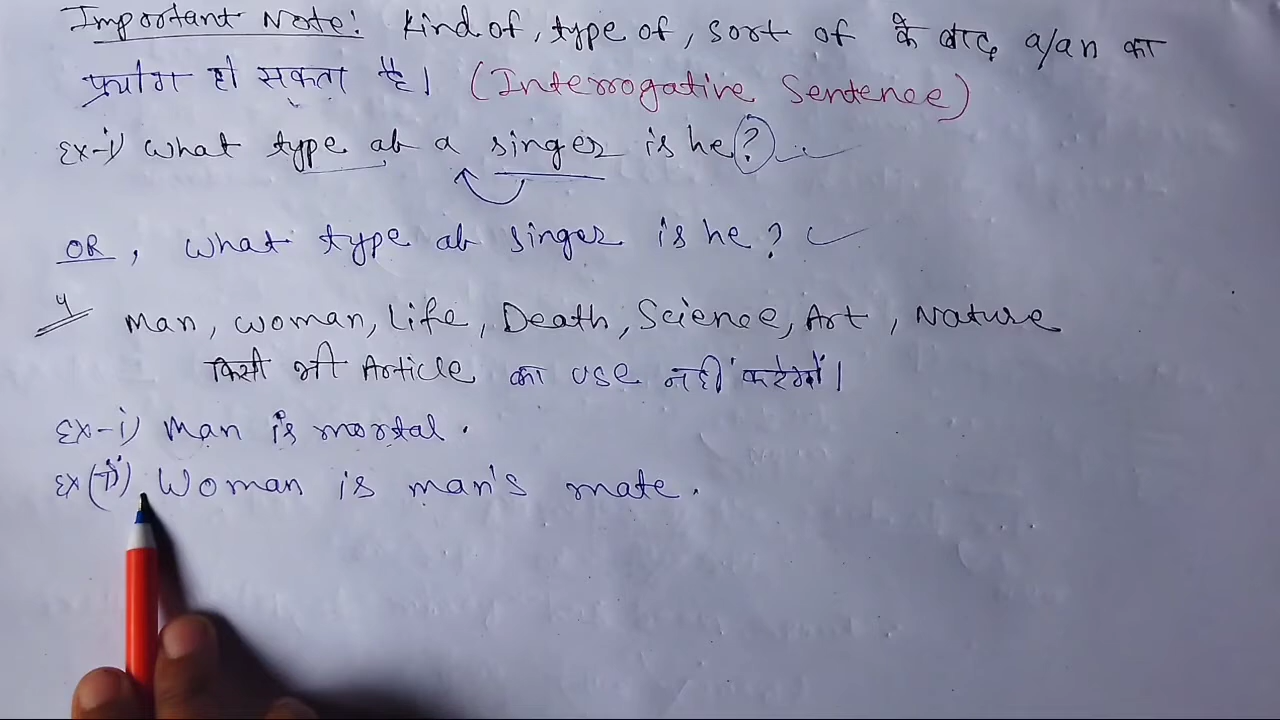 Important Note: Kind of, type of, sort of के बाद a/an का
प्रयोग हो सकता है। (Interrogative Sentence)
Ex-i) What type of a singer is he?
OR, What type of singer is he?
4 Man, woman, Life, Death, Science, Art, Nature
किसी भी Article का use नहीं करेगों।
Ex-i) Man is mortal.
Ex(ii) Woman is man's mate.